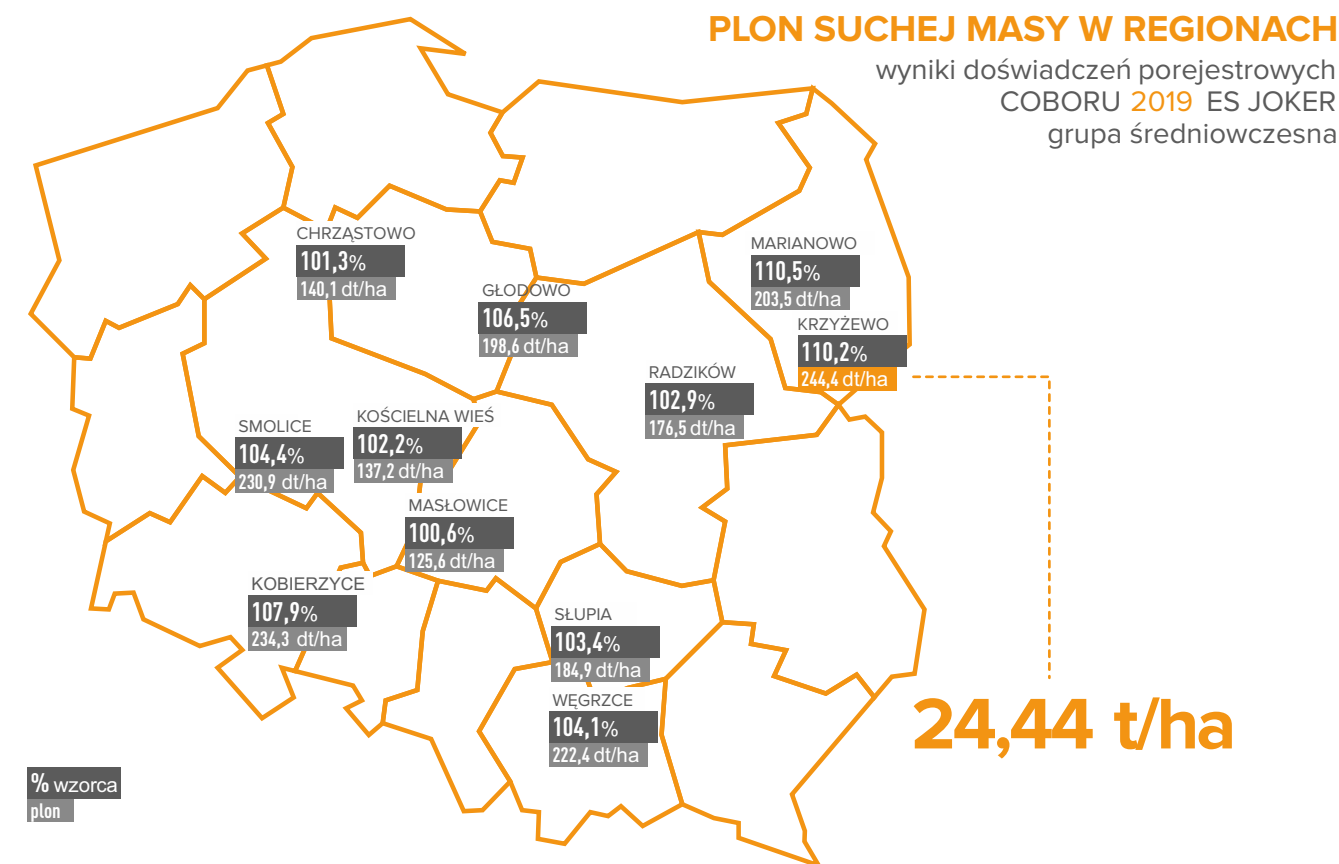 PLON SUCHEJ MASY W REGIONACH
wyniki doświadczeń porejestrowych
COBORU 2019 ES JOKER
grupa średniowczesna
CHRZĄSTOWO
101,3%
140,1 dt/ha
GŁODOWO
106,5%
198,6 dt/ha
MARIANOWO
110,5%
203,5 dt/ha
KRZYŻEWO
110,2%
244,4 dt/ha
RADZIKÓW
102,9%
176,5 dt/ha
SMOLICE
104,4%
230,9 dt/ha
KOŚCIELNA WIEŚ
102,2%
137,2 dt/ha
MASŁOWICE
100,6%
125,6 dt/ha
KOBIERZYCE
107,9%
234,3 dt/ha
SŁUPIA
103,4%
184,9 dt/ha
WĘGRZCE
104,1%
222,4 dt/ha
24,44 t/ha
% wzorca
plon